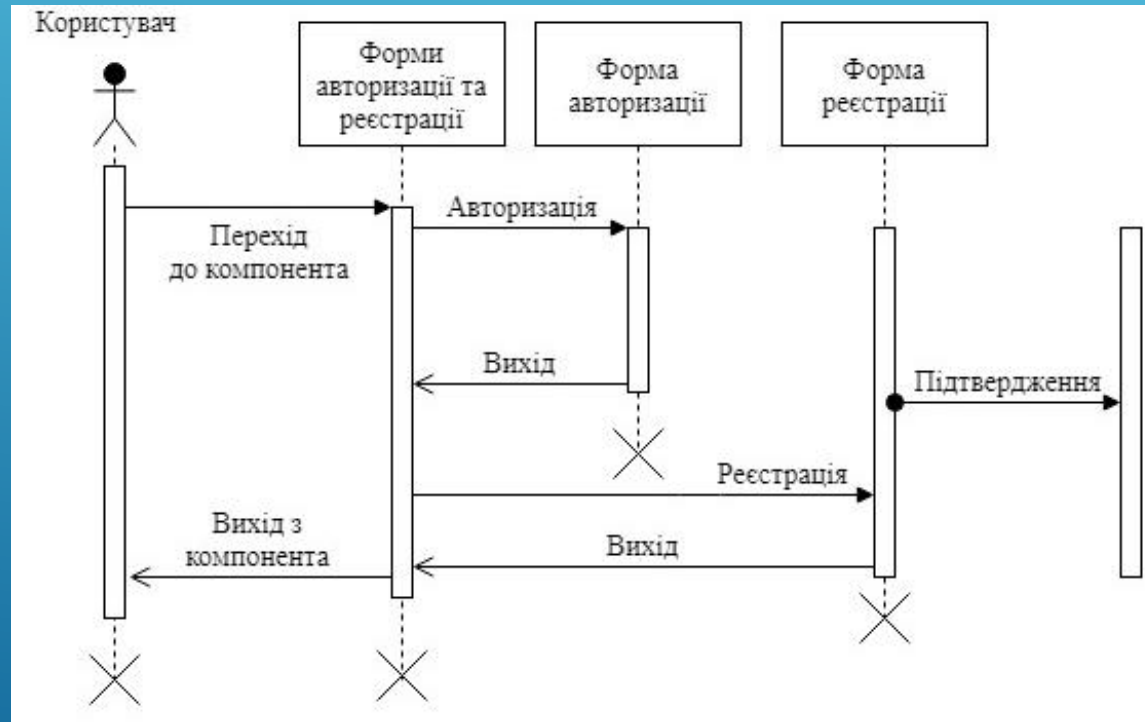 Користувач
Форми
авторизації та
реєстрації
Форма
авторизації
Форма
реєстрації
Авторизація
Перехід
до компонента
Вихід
Підтвердження
Реєстрація
Вихід з
компонента
Вихід